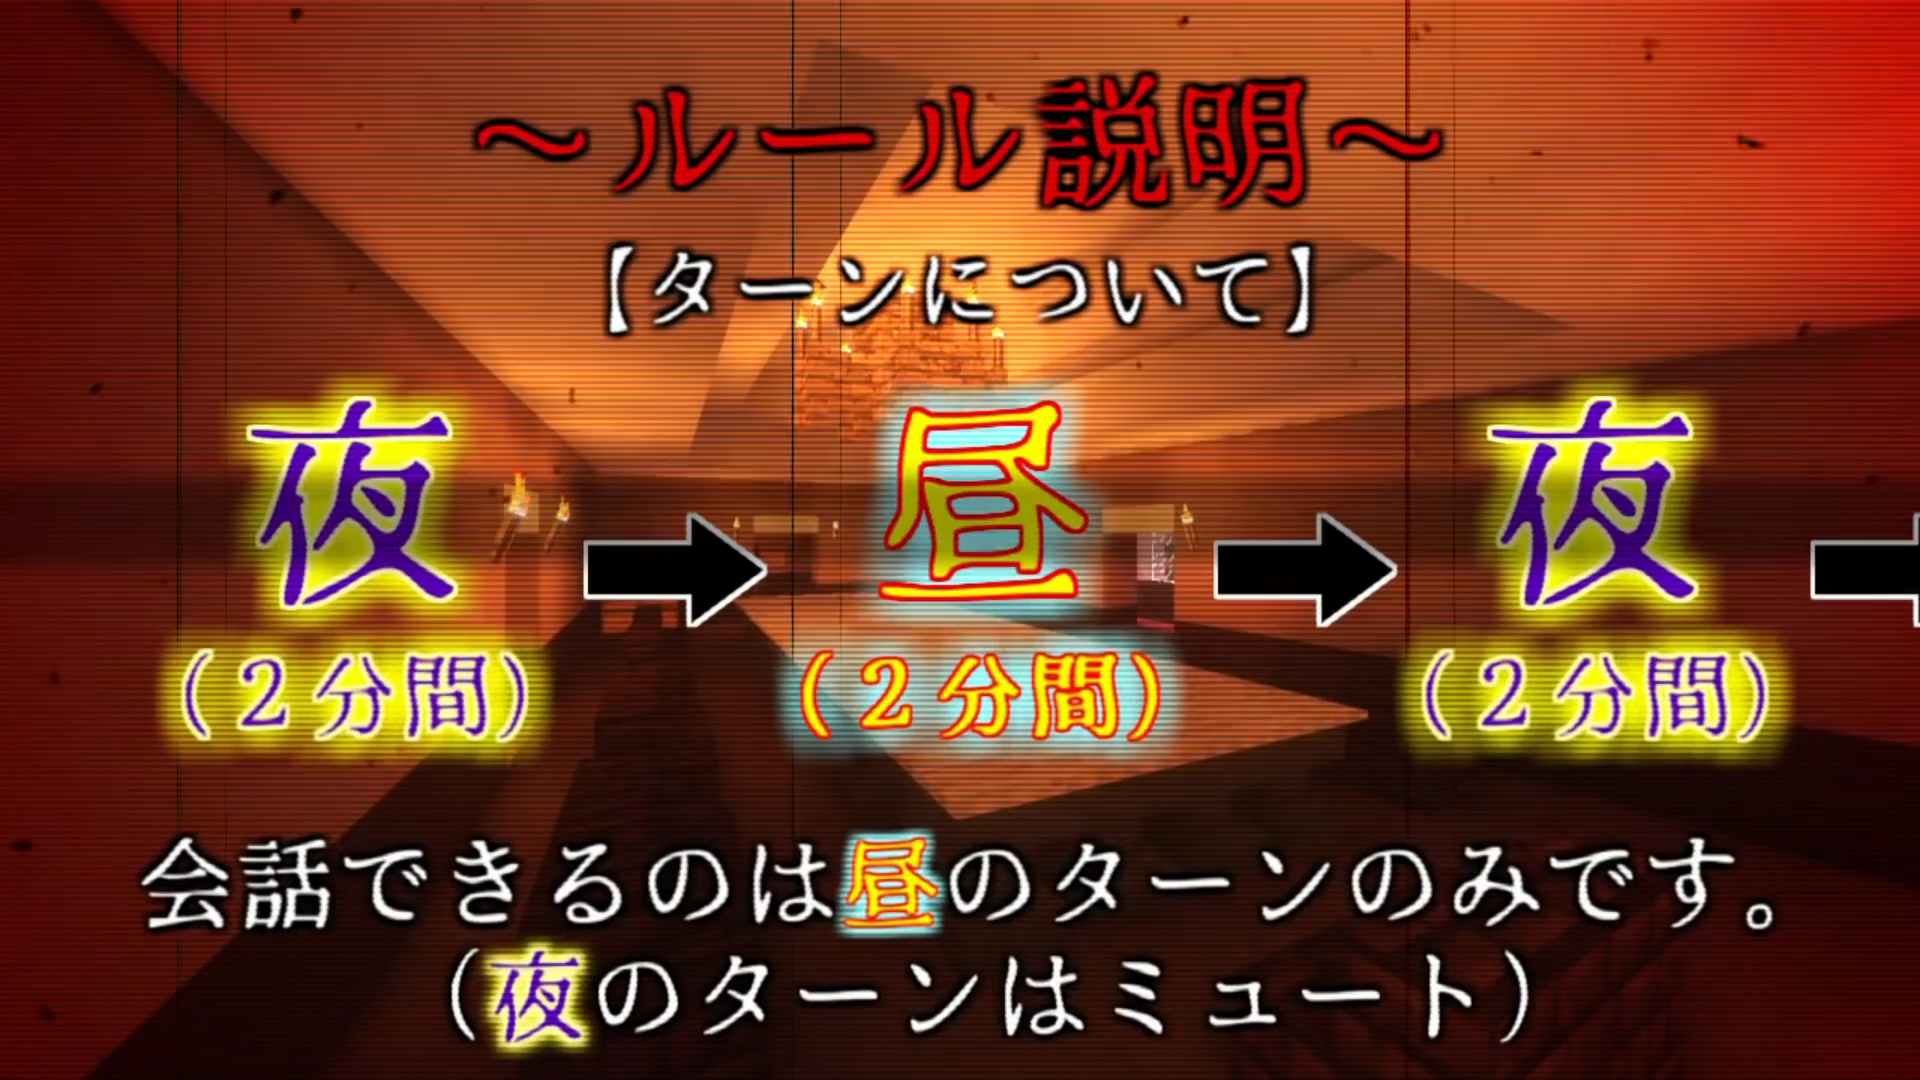 ～ルール説明～
【ターンについて】
夜 → 昼 → 夜 →
（２分間） （２分間） （２分間）
会話できるのは昼のターンのみです。
（夜のターンはミュート）